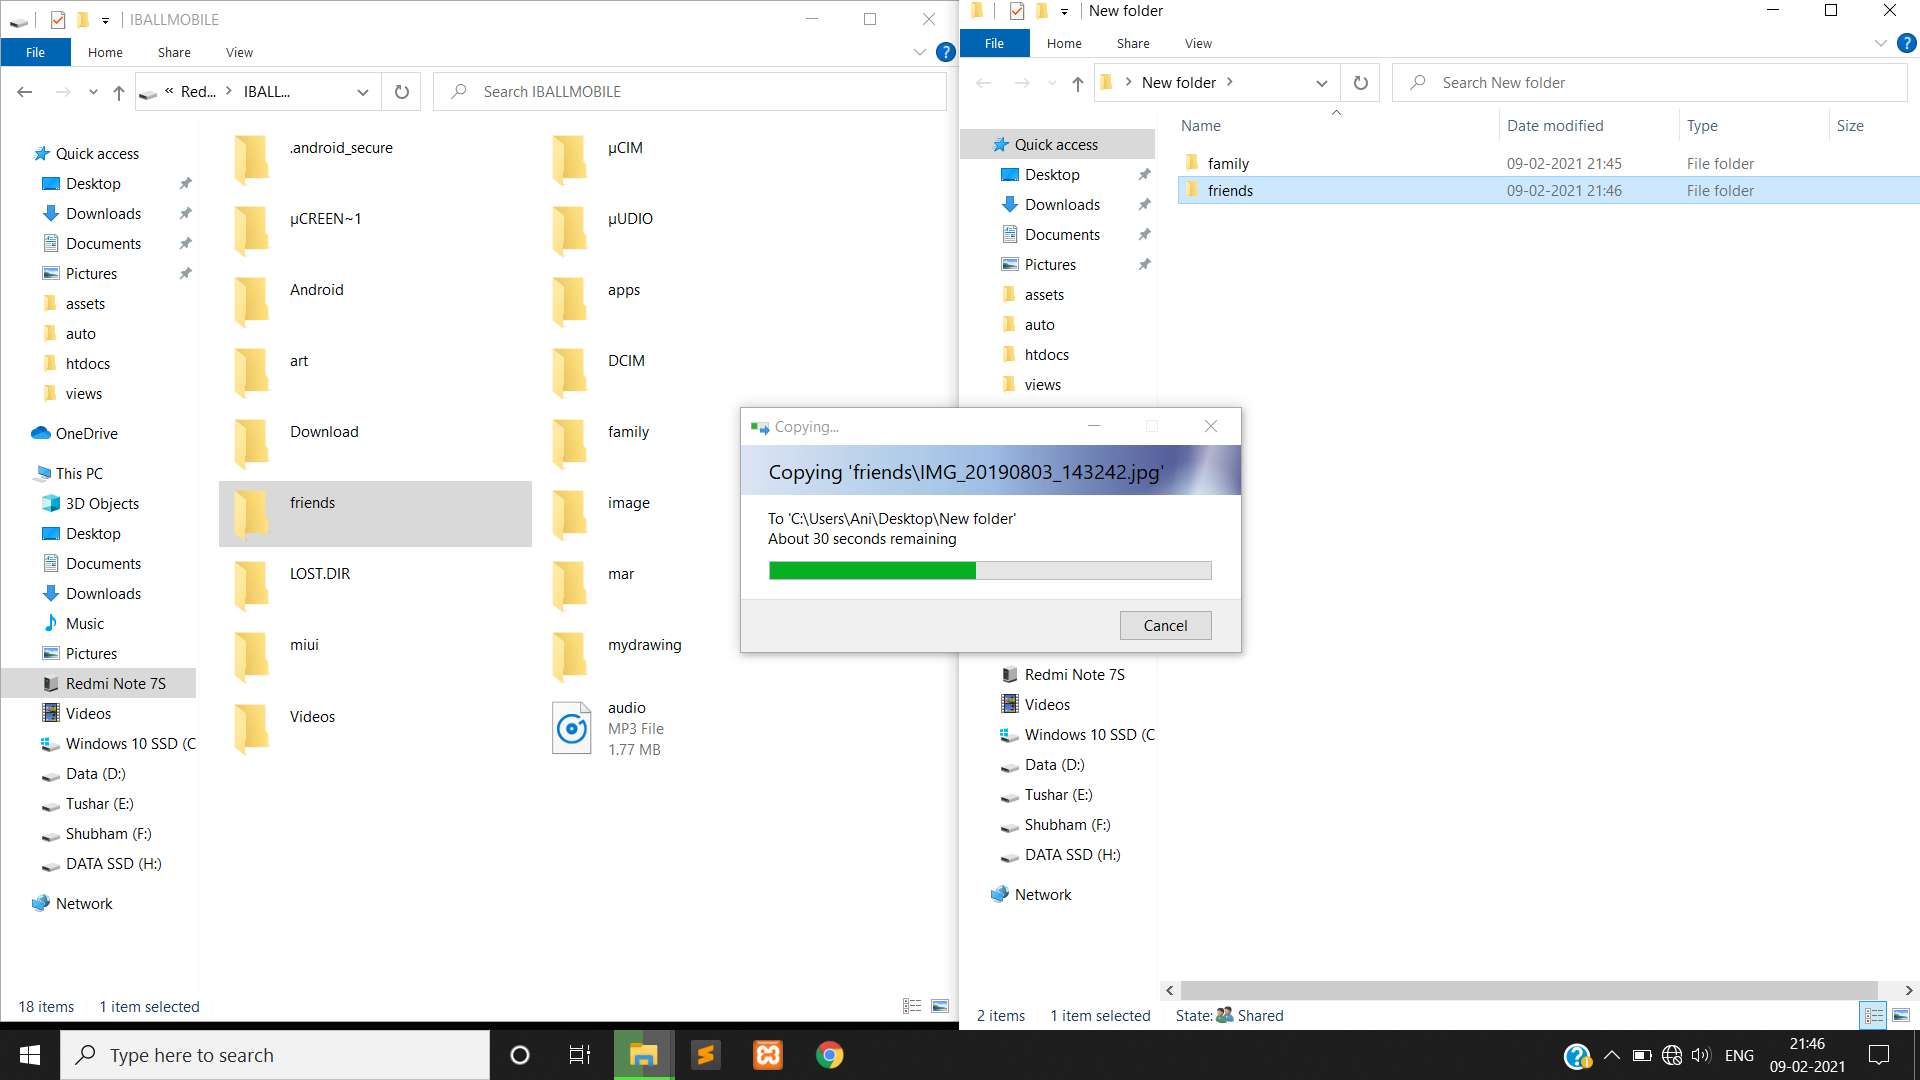 IBALLMOBILE
File Home Share View
« Red... > IBALL... Search IBALLMOBILE
Quick access
Desktop
Downloads
Documents
Pictures
assets
auto
htdocs
views
OneDrive
This PC
3D Objects
Desktop
Documents
Downloads
Music
Pictures
Redmi Note 7S
Videos
Windows 10 SSD (C
Data (D:)
Tushar (E:)
Shubham (F:)
DATA SSD (H:)
Network
.android_secure µCIM
µCREEN~1 µUDIO
Android apps
art DCIM
Download family
friends image
LOST.DIR mar
miui mydrawing
Videos audio
MP3 File
1.77 MB
18 items 1 item selected
New folder
File Home Share View
> New folder > Search New folder
Name Date modified Type Size
family 09-02-2021 21:45 File folder
friends 09-02-2021 21:46 File folder
Quick access
Desktop
Downloads
Documents
Pictures
assets
auto
htdocs
views
Redmi Note 7S
Videos
Windows 10 SSD (C
Data (D:)
Tushar (E:)
Shubham (F:)
DATA SSD (H:)
Network
2 items 1 item selected State: Shared
Copying...
Copying 'friends\IMG_20190803_143242.jpg'
To 'C:\Users\Ani\Desktop\New folder'
About 30 seconds remaining
Cancel
Type here to search
ENG
21:46
09-02-2021